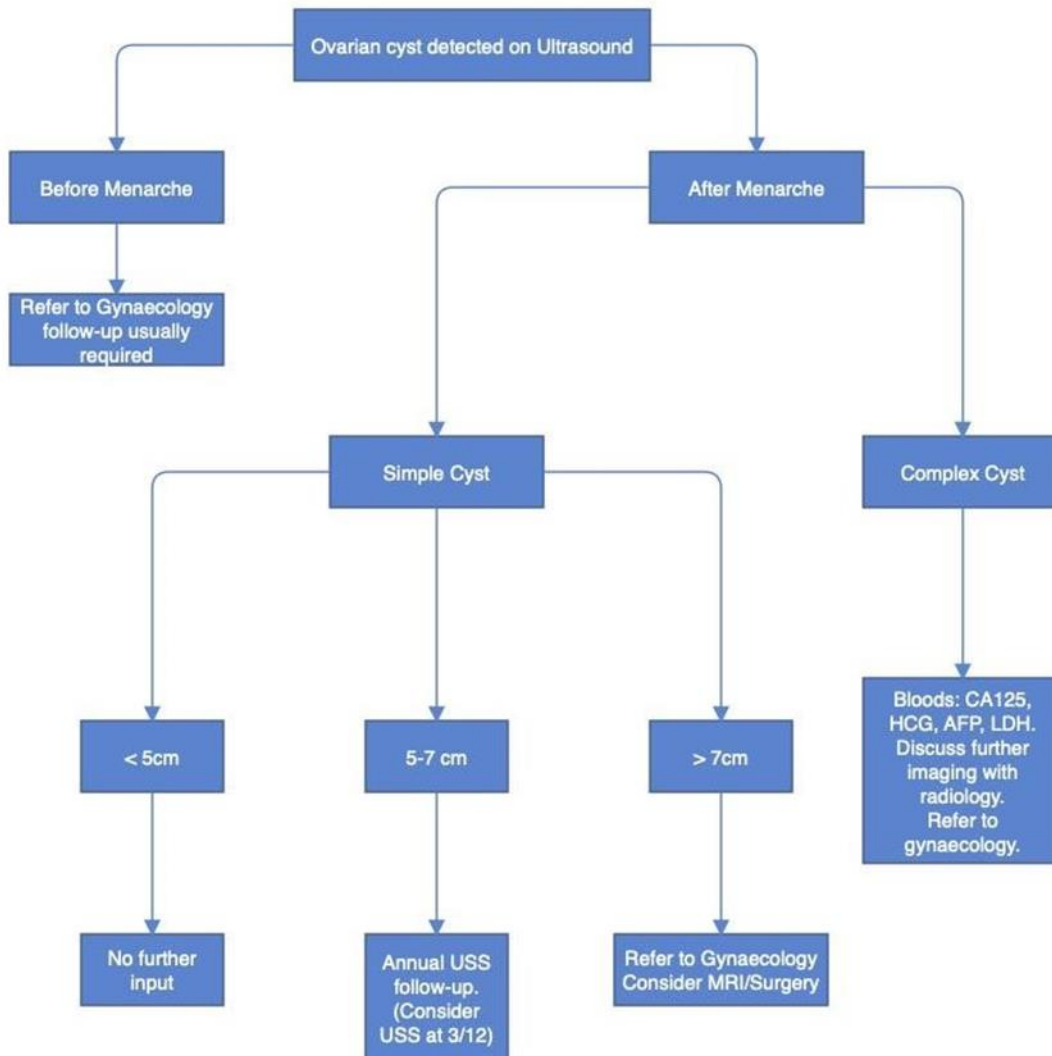 Ovarian cyst detected on Ultrasound
Before Menarche
After Menarche
Refer to Gynaecology
follow-up usually
required
Simple Cyst
Complex Cyst
< 5cm
5-7 cm
> 7cm
Bloods: CA125,
HCG, AFP, LDH.
Discuss further
imaging with
radiology.
Refer to
gynaecology.
No further
input
Annual USS
follow-up.
(Consider
USS at 3/12)
Refer to Gynaecology
Consider MRI/Surgery